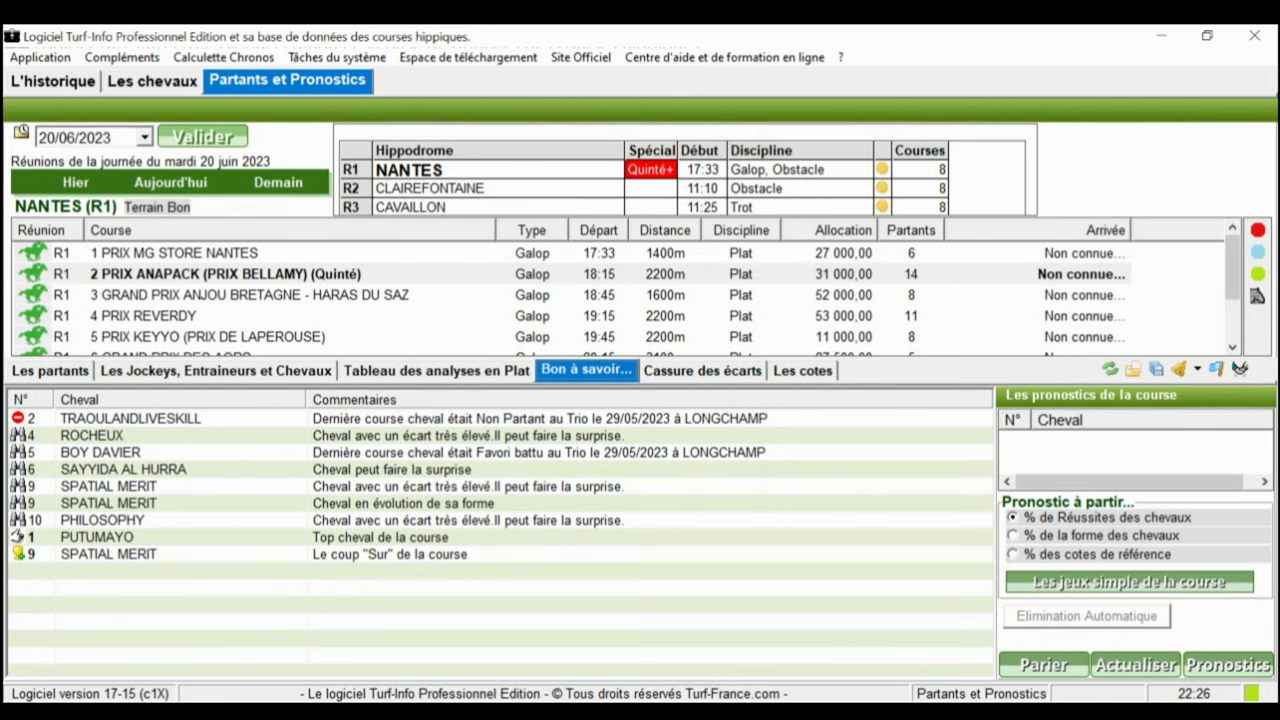 Logiciel Turf-Info Professionnel Edition et sa base de données des courses hippiques.
Application Compléments Calculette Chronos Tâches du système Espace de téléchargement Site Officiel Centre d'aide et de formation en ligne ?
L'historique Les chevaux Partants et Pronostics
20/06/2023 Valider
Réunions de la journée du mardi 20 juin 2023
Hier Aujourd'hui Demain
NANTES (R1) Terrain Bon
Hippodrome Spécial Début Discipline Courses
R1 NANTES Quinté+ 17:33 Galop, Obstacle 8
R2 CLAIREFONTAINE 11:10 Obstacle 8
R3 CAVAILLON 11:25 Trot 8
Réunion Course Type Départ Distance Discipline Allocation Partants Arrivée
R1 1 PRIX MG STORE NANTES Galop 17:33 1400m Plat 27 000,00 6 Non connue...
R1 2 PRIX ANAPACK (PRIX BELLAMY) (Quinté) Galop 18:15 2200m Plat 31 000,00 14 Non connue...
R1 3 GRAND PRIX ANJOU BRETAGNE - HARAS DU SAZ Galop 18:45 1600m Plat 52 000,00 8 Non connue...
R1 4 PRIX REVERDY Galop 19:15 2200m Plat 53 000,00 11 Non connue...
R1 5 PRIX KEYYO (PRIX DE LAPEROUSE) Galop 19:45 2200m Plat 11 000,00 8 Non connue...
Les partants Les Jockeys, Entraineurs et Chevaux Tableau des analyses en Plat Bon à savoir... Cassure des écarts Les cotes
N° Cheval Commentaires
2 TRAOULANDLIVESKILL Dernière course cheval était Non Partant au Trio le 29/05/2023 à LONGCHAMP
4 ROCHEUX Cheval avec un écart très élevé.Il peut faire la surprise.
5 BOY DAVIER Dernière course cheval était Favori battu au Trio le 29/05/2023 à LONGCHAMP
6 SAYYIDA AL HURRA Cheval peut faire la surprise
9 SPATIAL MERIT Cheval avec un écart très élevé.Il peut faire la surprise.
9 SPATIAL MERIT Cheval en évolution de sa forme
10 PHILOSOPHY Cheval avec un écart très élevé.Il peut faire la surprise.
1 PUTUMAYO Top cheval de la course
9 SPATIAL MERIT Le coup "Sur" de la course
Les pronostics de la course
N° Cheval
Pronostic à partir...
% de Réussites des chevaux
% de la forme des chevaux
% des cotes de référence
Les jeux simple de la course
Elimination Automatique
Parier Actualiser Pronostics
Logiciel version 17-15 (c1X) - Le logiciel Turf-Info Professionnel Edition - © Tous droits réservés Turf-France.com - Partants et Pronostics 22:26